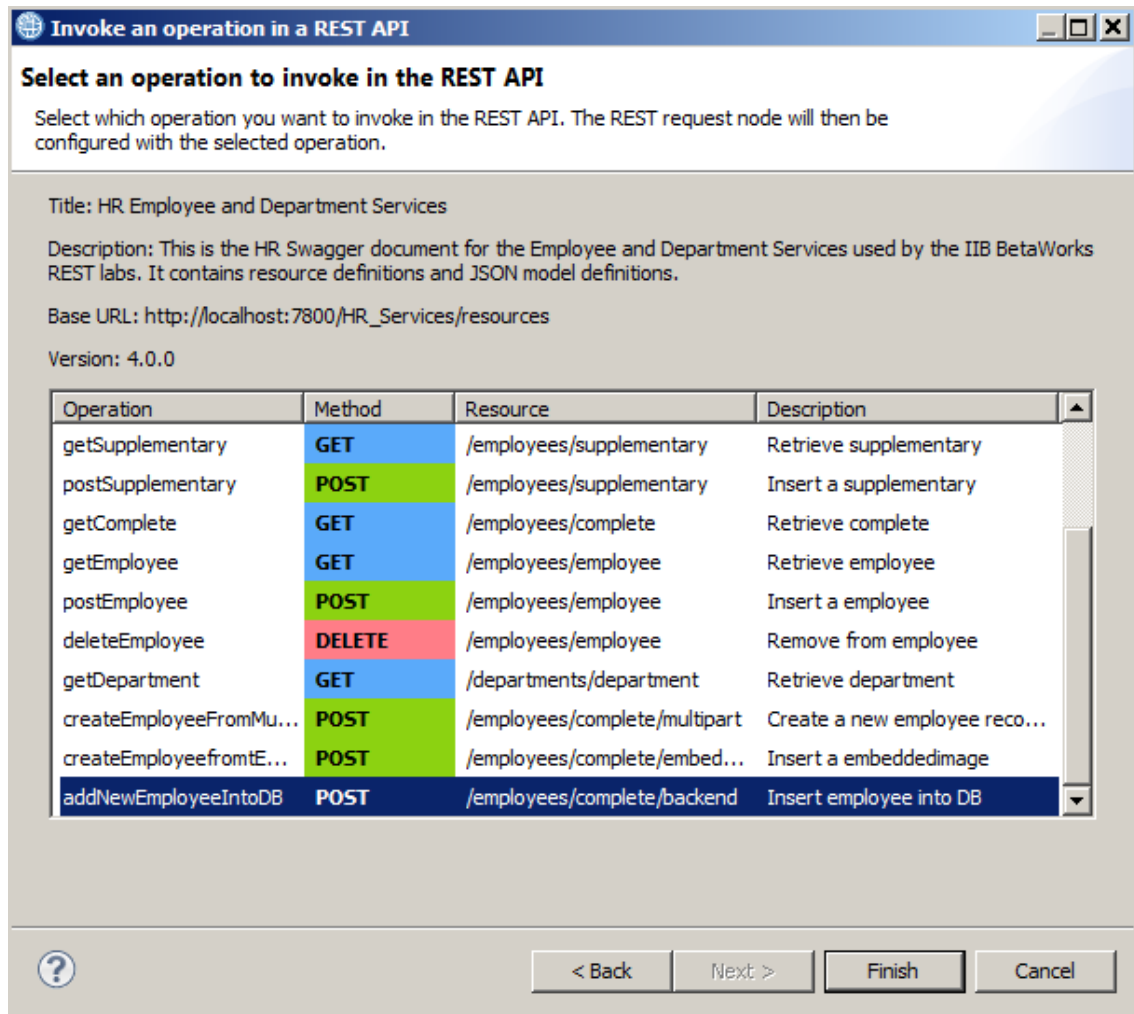 Invoke an operation in a REST API
Select an operation to invoke in the REST API
Select which operation you want to invoke in the REST API. The REST request node will then be
configured with the selected operation.
Title: HR Employee and Department Services
Description: This is the HR Swagger document for the Employee and Department Services used by the IIB BetaWorks
REST labs. It contains resource definitions and JSON model definitions.
Base URL: http://localhost:7800/HR_Services/resources
Version: 4.0.0
Operation Method Resource Description
getSupplementary GET /employees/supplementary Retrieve supplementary
postSupplementary POST /employees/supplementary Insert a supplementary
getComplete GET /employees/complete Retrieve complete
getEmployee GET /employees/employee Retrieve employee
postEmployee POST /employees/employee Insert a employee
deleteEmployee DELETE /employees/employee Remove from employee
getDepartment GET /departments/department Retrieve department
createEmployeeFromMu... POST /employees/complete/multipart Create a new employee reco...
createEmployeefromtE... POST /employees/complete/embed... Insert a embeddedimage
addNewEmployeeIntoDB POST /employees/complete/backend Insert employee into DB
? < Back Next > Finish Cancel